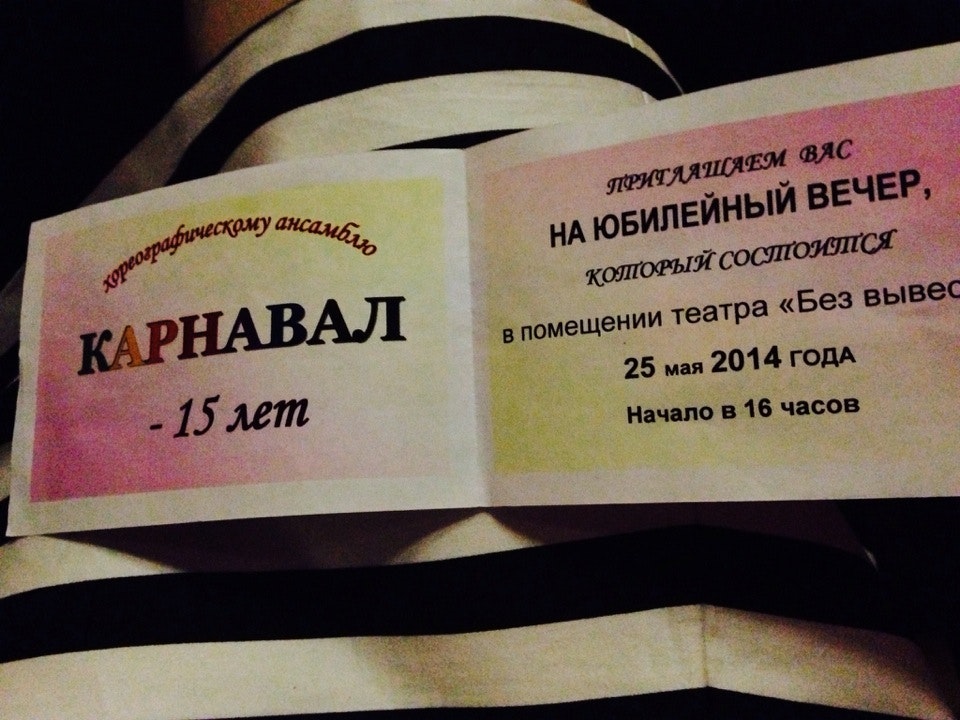 хореографическому ансамблю
КАРНАВАЛ
- 15 лет
ПРИГЛАШАЕМ ВАС
НА ЮБИЛЕЙНЫЙ ВЕЧЕР,
КОТОРЫЙ СОСТОИТСЯ
в помещении театра «Без вывес
25 мая 2014 ГОДА
Начало в 16 часов